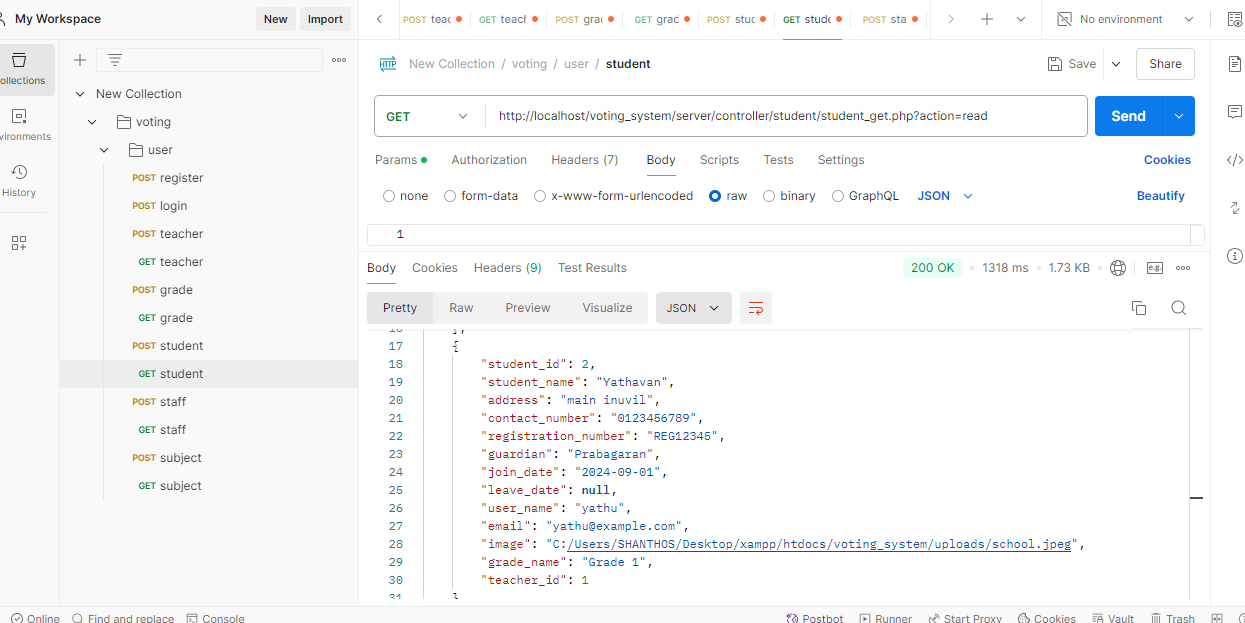 My Workspace New Import
POST teac GET teach POST grac GET grac POST stuc GET stude POST sta No environment
ollections
New Collection / voting / user / student Save Share
New Collection
GET http://localhost/voting_system/server/controller/student/student_get.php?action=read Send
voting
vironments
user
Params Authorization Headers (7) Body Scripts Tests Settings Cookies
POST register
History
none form-data x-www-form-urlencoded raw binary GraphQL JSON Beautify
POST login
POST teacher
1
GET teacher
Body Cookies Headers (9) Test Results 200 OK 1318 ms 1.73 KB e.g.
POST grade
GET grade
Pretty Raw Preview Visualize JSON
16 },
POST student
17 {
18 "student_id": 2,
GET student
19 "student_name": "Yathavan",
POST staff
20 "address": "main inuvil",
21 "contact_number": "0123456789",
GET staff
22 "registration_number": "REG12345",
POST subject
23 "guardian": "Prabagaran",
24 "join_date": "2024-09-01",
GET subject
25 "leave_date": null,
26 "user_name": "yathu",
27 "email": "yathu@example.com",
28 "image": "C:/Users/SHANTHOS/Desktop/xampp/htdocs/voting_system/uploads/school.jpeg",
29 "grade_name": "Grade 1",
30 "teacher_id": 1
31 }
Online Find and replace Console Postbot Runner Start Proxy Cookies Vault Trash